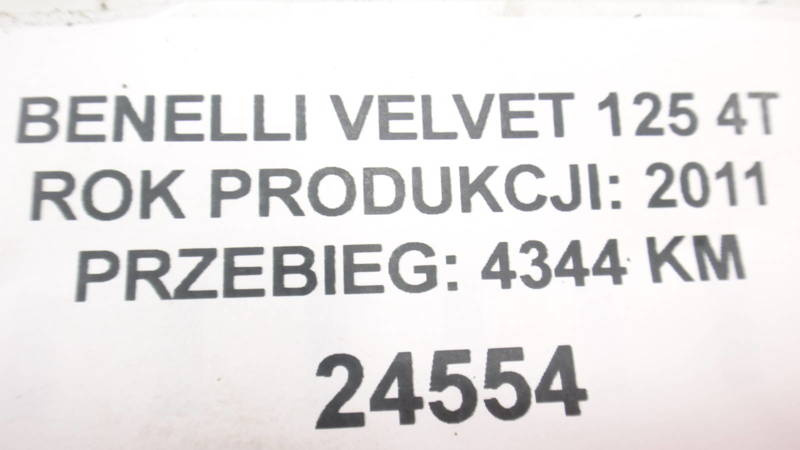 BENELLI VELVET 125 4T
ROK PRODUKCJI: 2011
PRZEBIEG: 4344 KM
24554